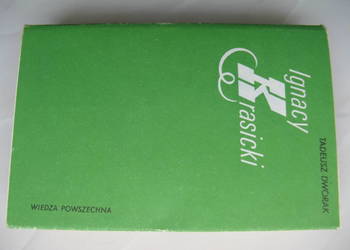 TADEUSZ DWORAK
Ignacy
Krasicki
WIEDZA POWSZECHNA